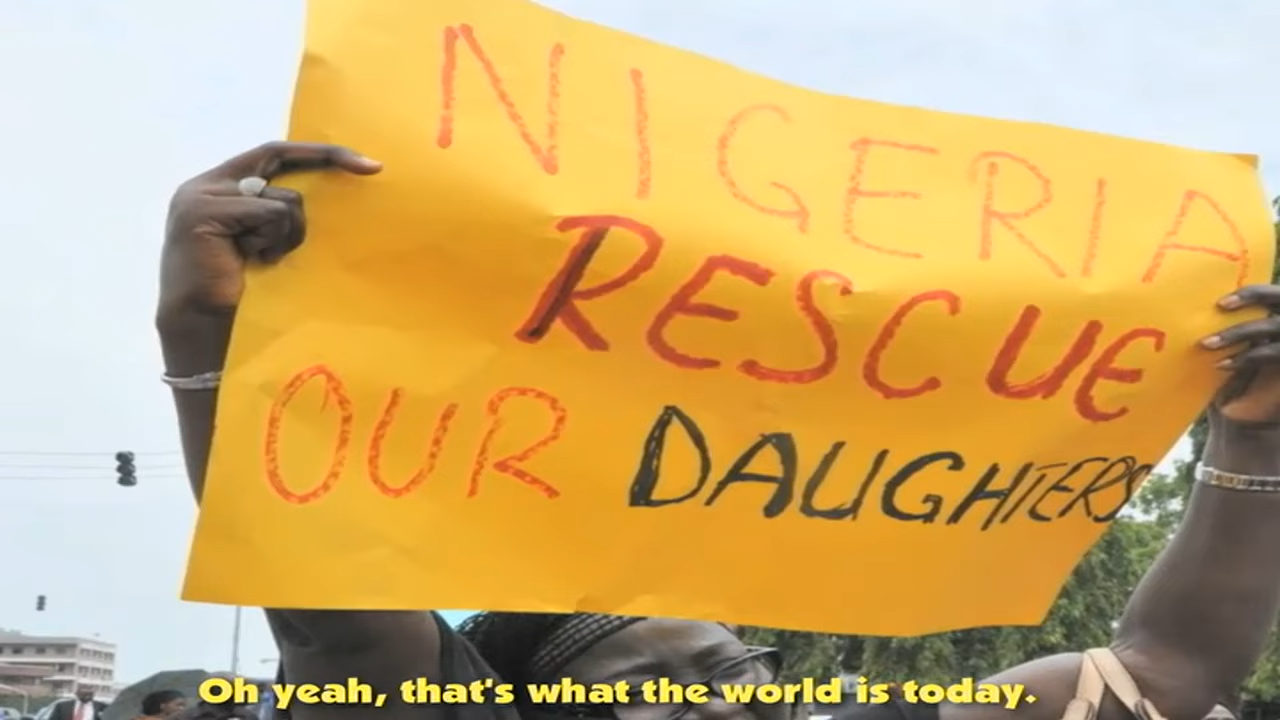 NIGERIA
RESCUE
OUR DAUGHTERS
Oh yeah, that's what the world is today.